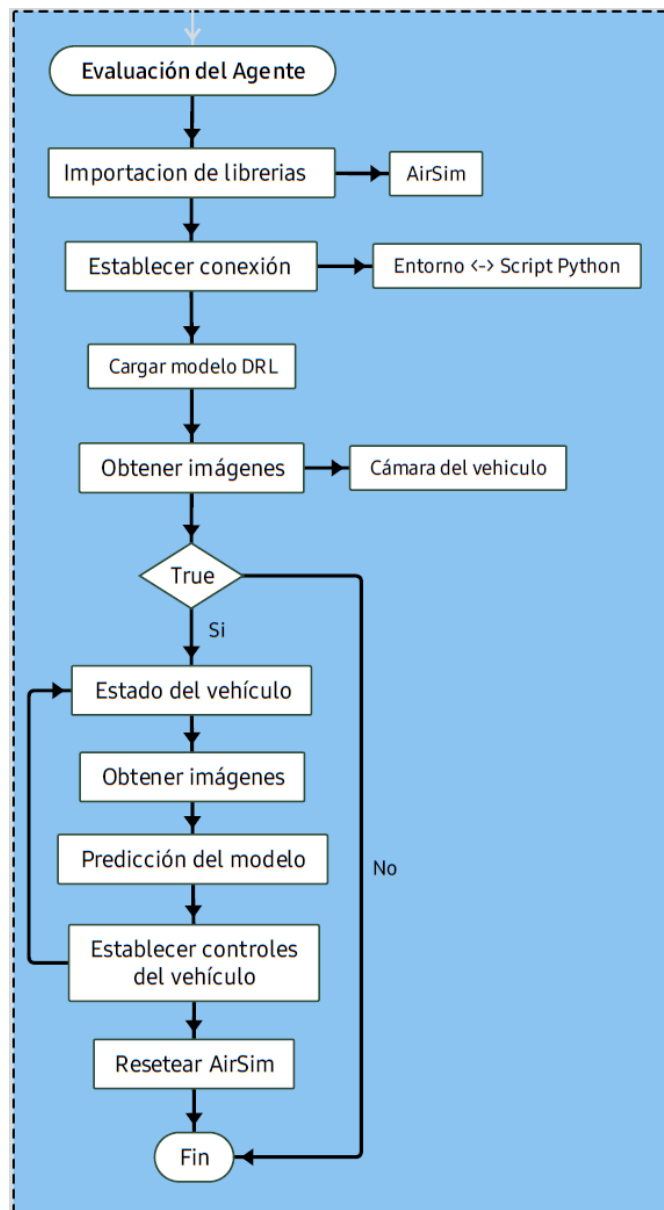 Evaluación del Agente
Importacion de librerias
AirSim
Establecer conexión
Entorno <-> Script Python
Cargar modelo DRL
Obtener imágenes
Cámara del vehiculo
True
Si
Estado del vehículo
Obtener imágenes
Predicción del modelo
No
Establecer controles
del vehículo
Resetear AirSim
Fin